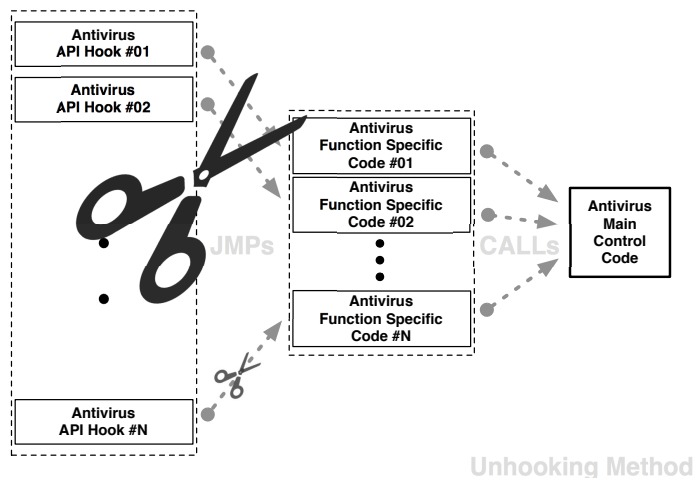 Antivirus
API Hook #01
Antivirus
API Hook #02
Antivirus
API Hook #N
JMPs
Antivirus
Function Specific
Code #01
Antivirus
Function Specific
Code #02
Antivirus
Function Specific
Code #N
CALLs
Antivirus
Main
Control
Code
Unhooking Method